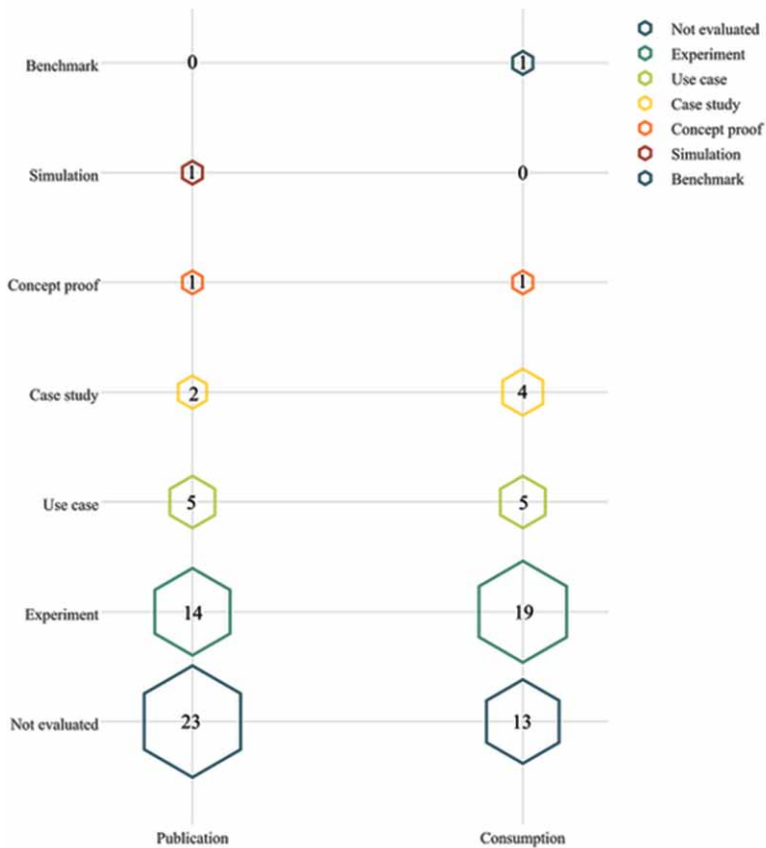 Benchmark 0 1
Simulation 1 0
Concept proof 1 1
Case study 2 4
Use case 5 5
Experiment 14 19
Not evaluated 23 13
Publication Consumption
Not evaluated
Experiment
Use case
Case study
Concept proof
Simulation
Benchmark